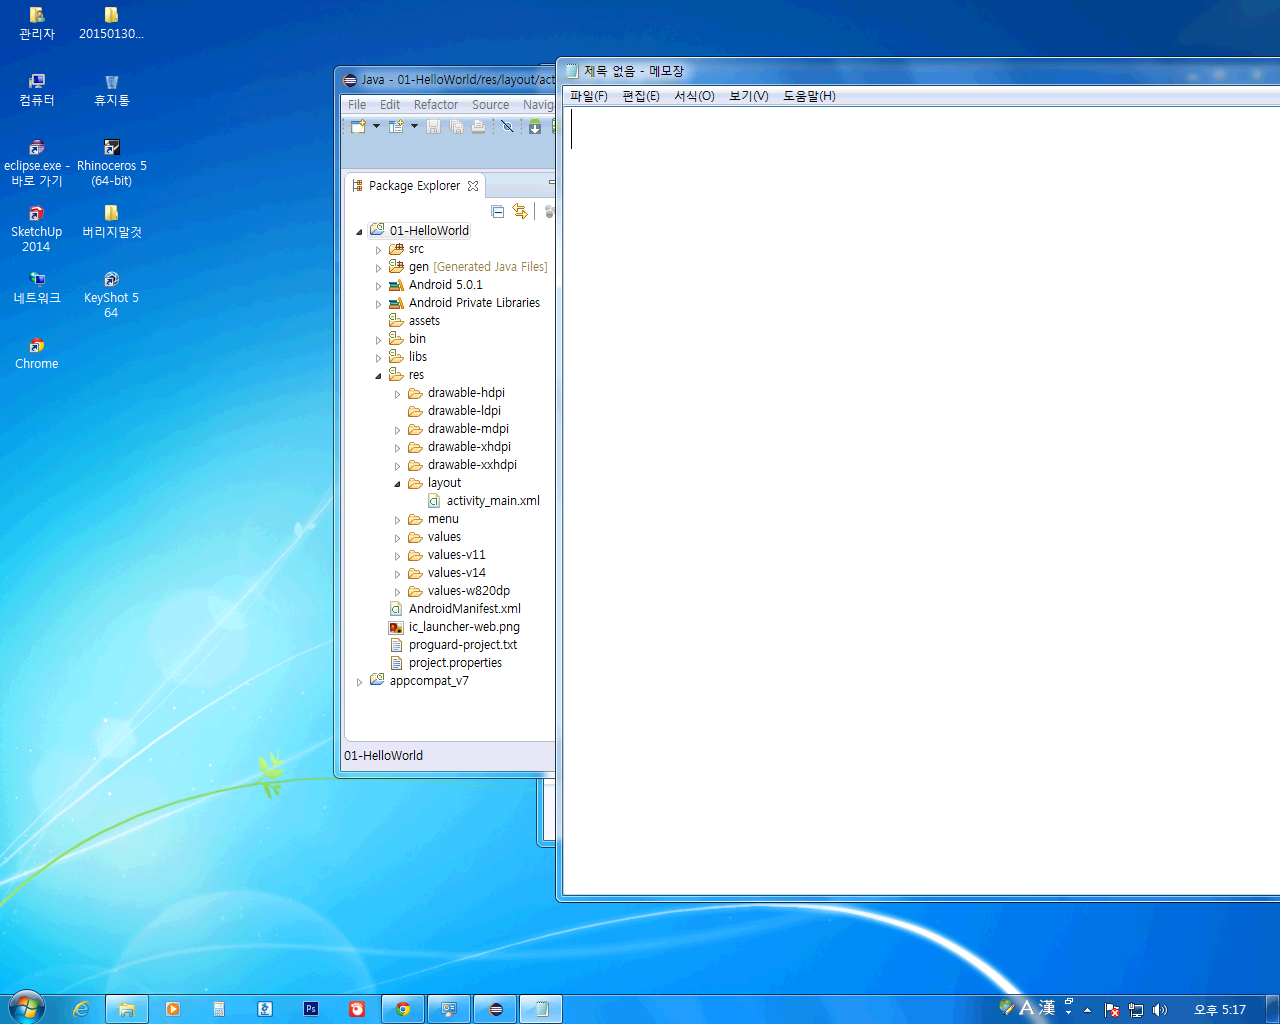 관리자
20150130...
컴퓨터
휴지통
eclipse.exe -
바로 가기
Rhinoceros 5
(64-bit)
SketchUp
2014
버리지말것
네트워크
KeyShot 5
64
Chrome
Java - 01-HelloWorld/res/layout/act
File Edit Refactor Source Naviga
Package Explorer
01-HelloWorld
src
gen [Generated Java Files]
Android 5.0.1
Android Private Libraries
assets
bin
libs
res
drawable-hdpi
drawable-ldpi
drawable-mdpi
drawable-xhdpi
drawable-xxhdpi
layout
activity_main.xml
menu
values
values-v11
values-v14
values-w820dp
AndroidManifest.xml
ic_launcher-web.png
proguard-project.txt
project.properties
appcompat_v7
01-HelloWorld
제목 없음 - 메모장
파일(F) 편집(E) 서식(O) 보기(V) 도움말(H)
Ps
A 漢
오후 5:17